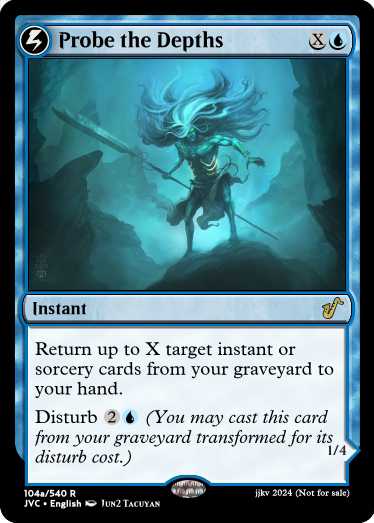 Probe the Depths X
Instant
Return up to X target instant or
sorcery cards from your graveyard to
your hand.
Disturb 2 (You may cast this card
from your graveyard transformed for its
disturb cost.)
1/4
104a/540 R
JVC • English Jun2 Tacuyan
jjkv 2024 (Not for sale)